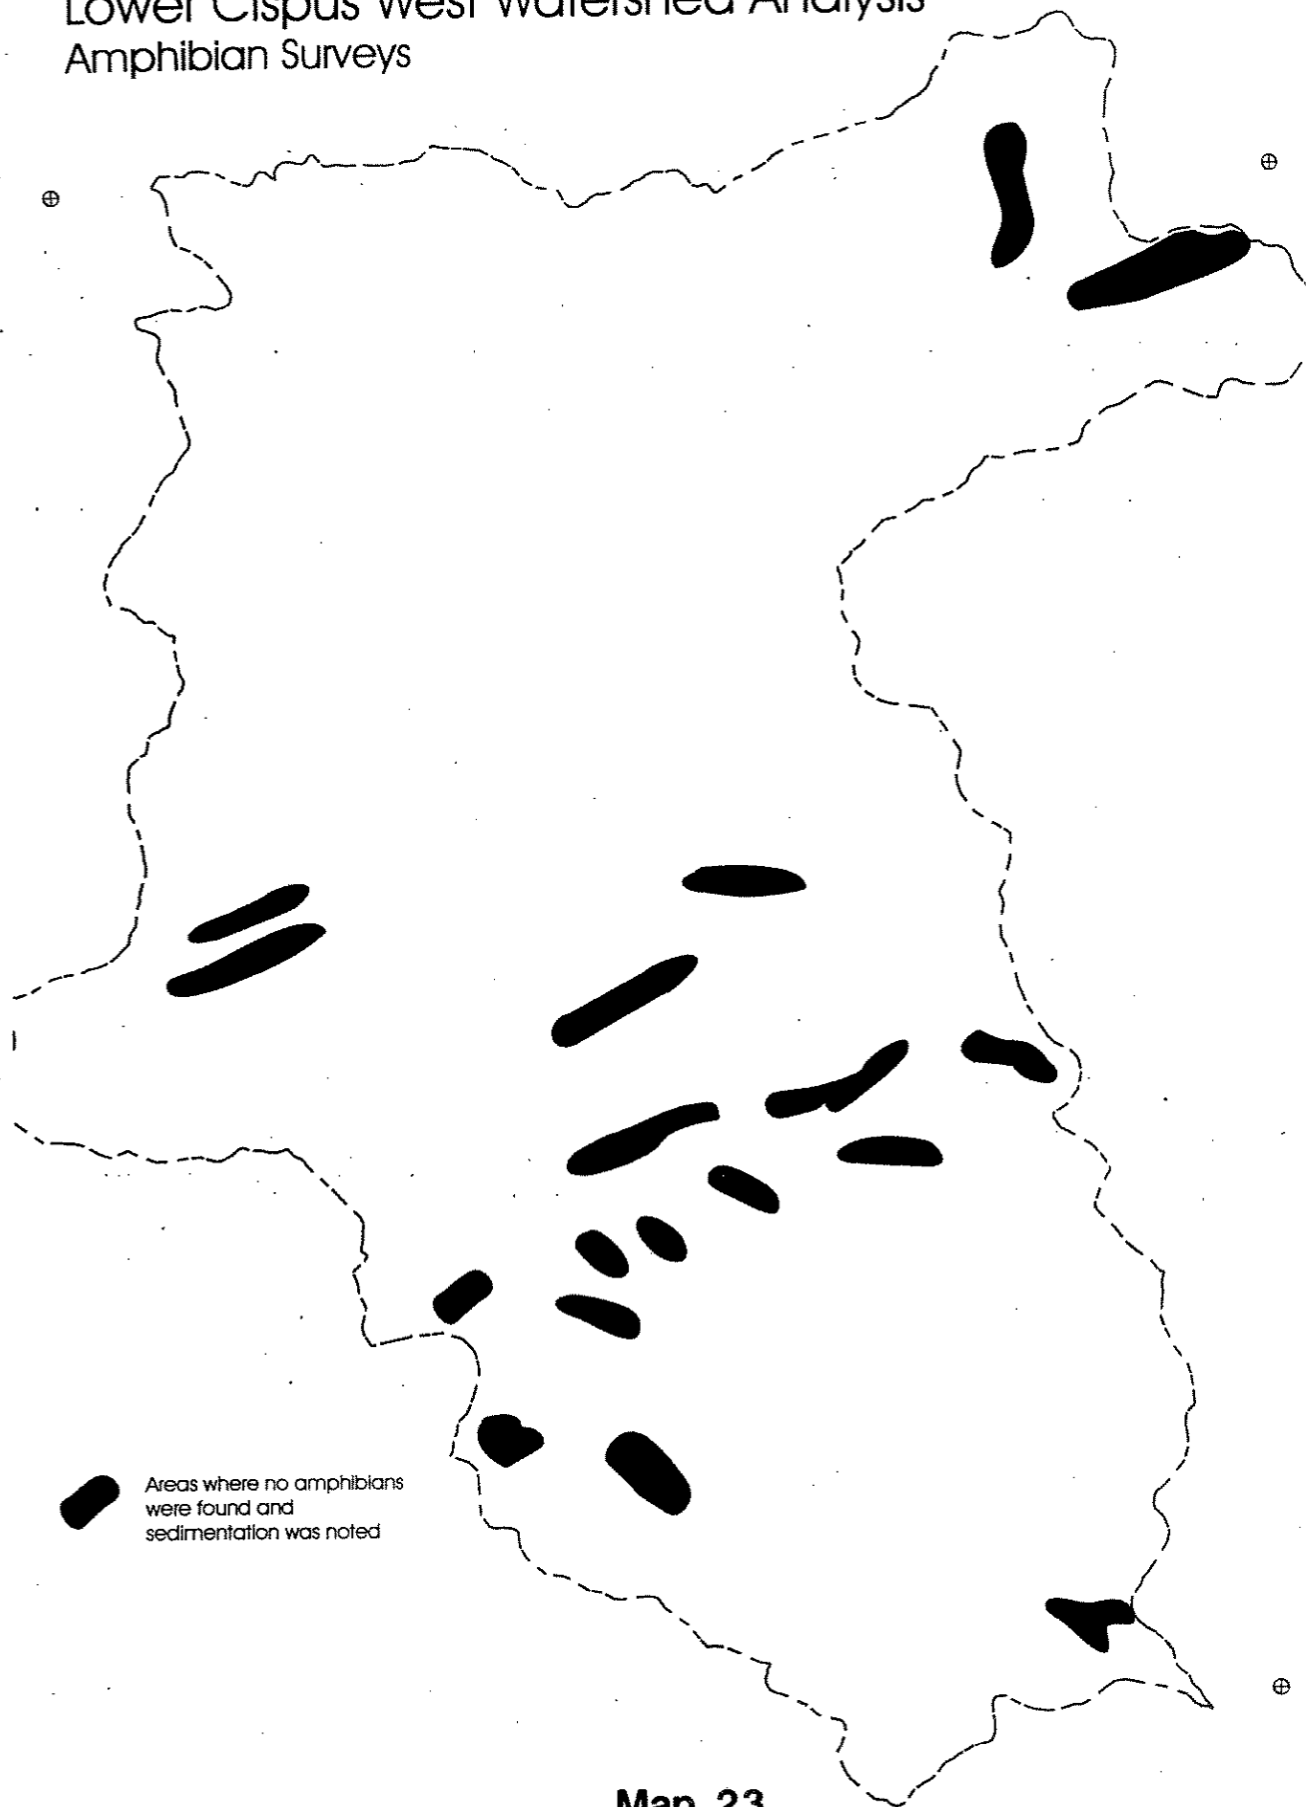 Lower Cispus West Watershed Analysis
Amphibian Surveys
Areas where no amphibians
were found and
sedimentation was noted
Map 23